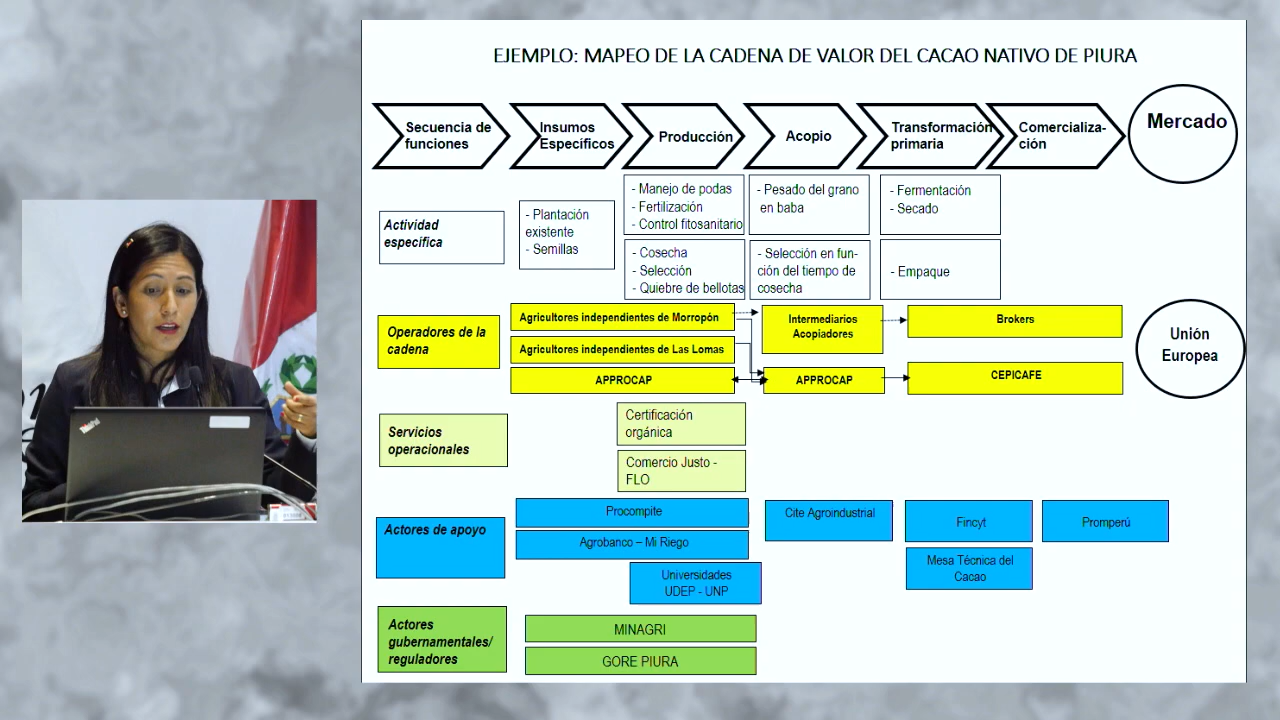 EJEMPLO: MAPEO DE LA CADENA DE VALOR DEL CACAO NATIVO DE PIURA
Secuencia de
funciones
Insumos
Específicos
Producción
Acopio
Transformación
primaria
Comercializa-
ción
Mercado
Actividad
específica
- Plantación
existente
- Semillas
- Manejo de podas
- Fertilización
- Control fitosanitario
- Cosecha
- Selección
- Quiebre de bellotas
- Pesado del grano
en baba
- Selección en fun-
ción del tiempo de
cosecha
- Fermentación
- Secado
- Empaque
Operadores de la
cadena
Agricultores independientes de Morropón
Agricultores independientes de Las Lomas
APPROCAP
Intermediarios
Acopiadores
APPROCAP
Brokers
CEPICAFE
Unión
Europea
Servicios
operacionales
Certificación
orgánica
Comercio Justo -
FLO
Actores de apoyo
Procompite
Agrobanco – Mi Riego
Universidades
UDEP - UNP
Cite Agroindustrial
Fincyt
Mesa Técnica del
Cacao
Promperú
Actores
gubernamentales/
reguladores
MINAGRI
GORE PIURA
ThinkPad